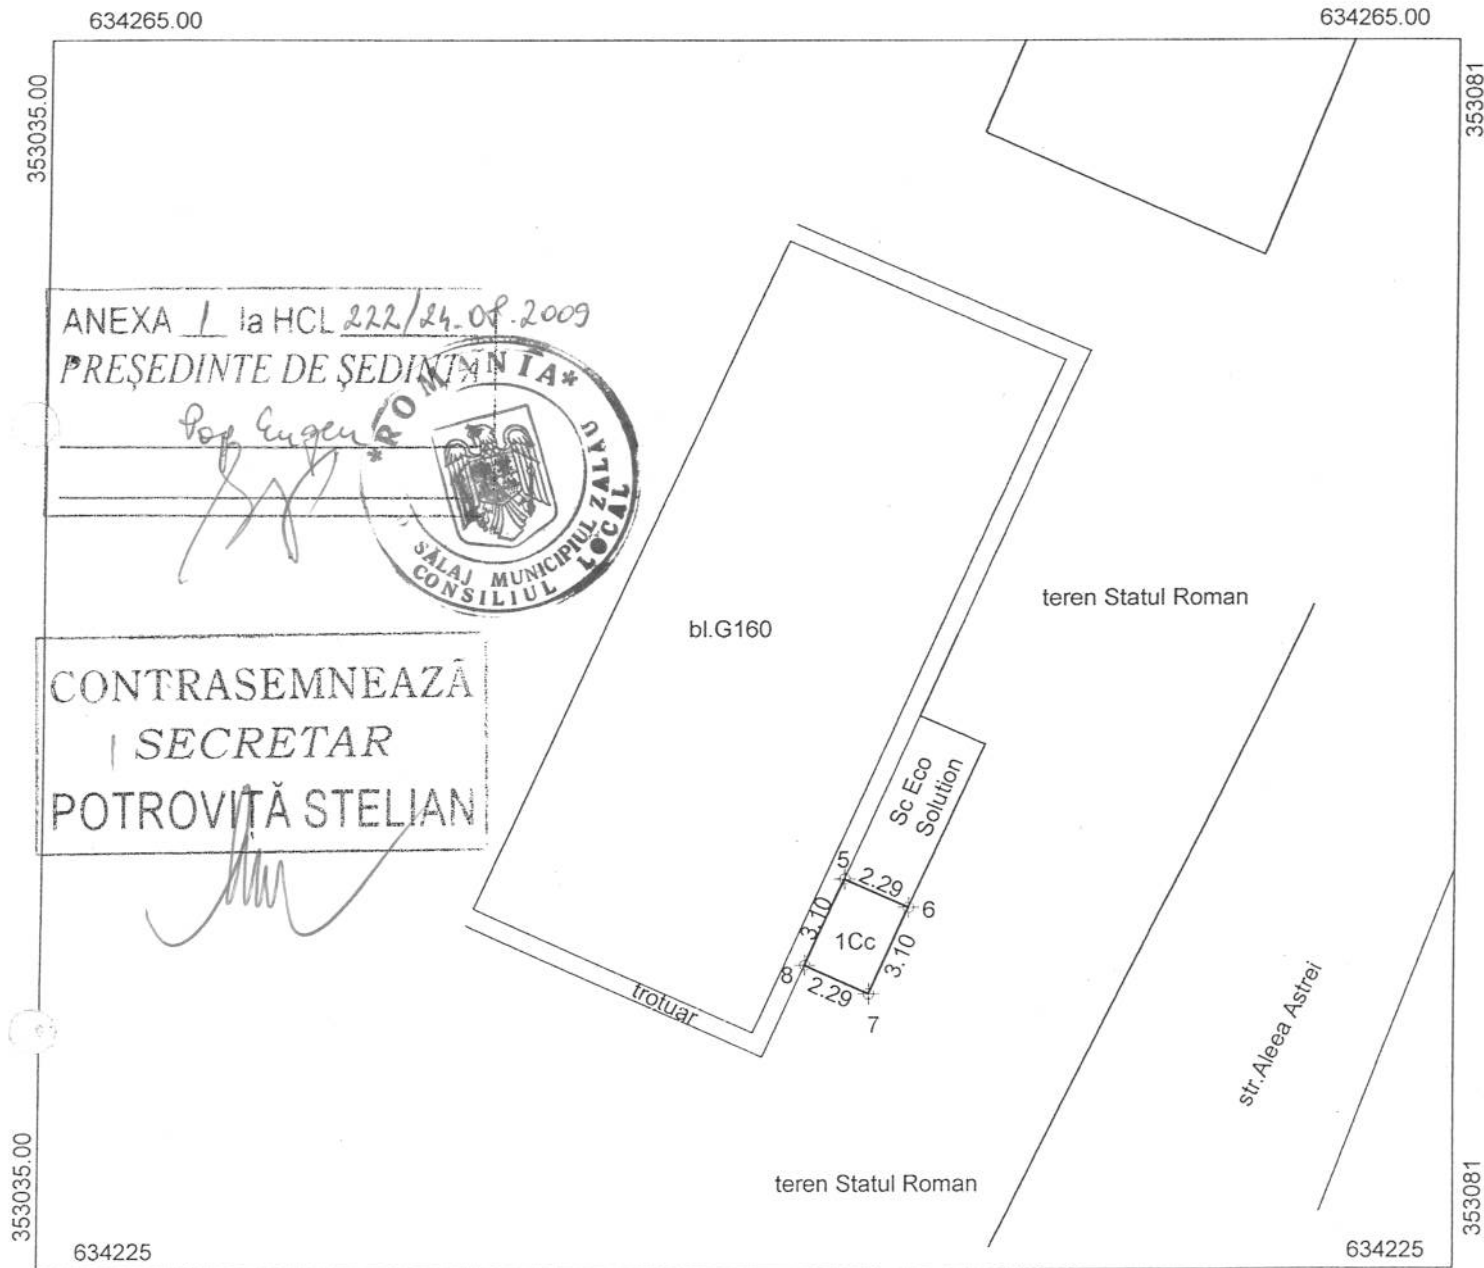 634265.00
634265.00
353035.00
353081
ANEXA 1 la HCL 222/24.08.2009
PREŞEDINTE DE ŞEDINŢĂ
Pop Eugen
*ROMÂNIA*
SĂLAJ MUNICIPIUL ZALĂU
CONSILIUL LOCAL
teren Statul Roman
bl.G160
CONTRASEMNEAZĂ
SECRETAR
POTROVIŢĂ STELIAN
Sc Eco
Solution
5
2.29
6
3.10
1Cc
3.10
8
2.29
7
trotuar
str.Aleea Astrei
teren Statul Roman
353035.00
353081
634225
634225